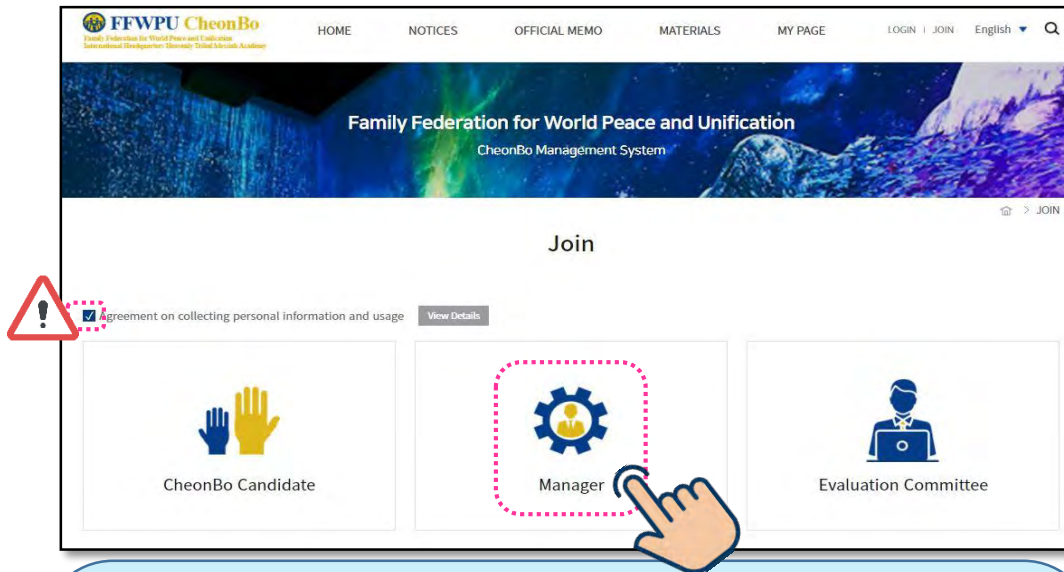 FFWPU CheonBo
Family Federation for World Peace and Unification
International Headquarters Heavenly Tribal Messiah Academy
HOME NOTICES OFFICIAL MEMO MATERIALS MY PAGE LOGIN | JOIN English
Family Federation for World Peace and Unification
CheonBo Management System
> JOIN
Join
Agreement on collecting personal information and usage View Details
CheonBo Candidate Manager Evaluation Committee